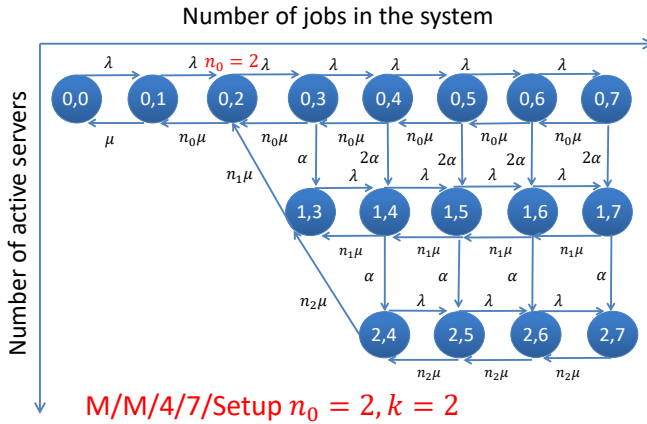 Number of jobs in the system
λ λ n₀ = 2 λ λ λ λ λ
0,0 0,1 0,2 0,3 0,4 0,5 0,6 0,7
μ n₀μ n₀μ n₀μ n₀μ n₀μ n₀μ
α 2α 2α 2α 2α
n₁μ λ λ λ λ
1,3 1,4 1,5 1,6 1,7
n₁μ n₁μ n₁μ n₁μ
α α α α
n₂μ λ λ λ
2,4 2,5 2,6 2,7
n₂μ n₂μ n₂μ
Number of active servers
M/M/4/7/Setup n₀ = 2, k = 2